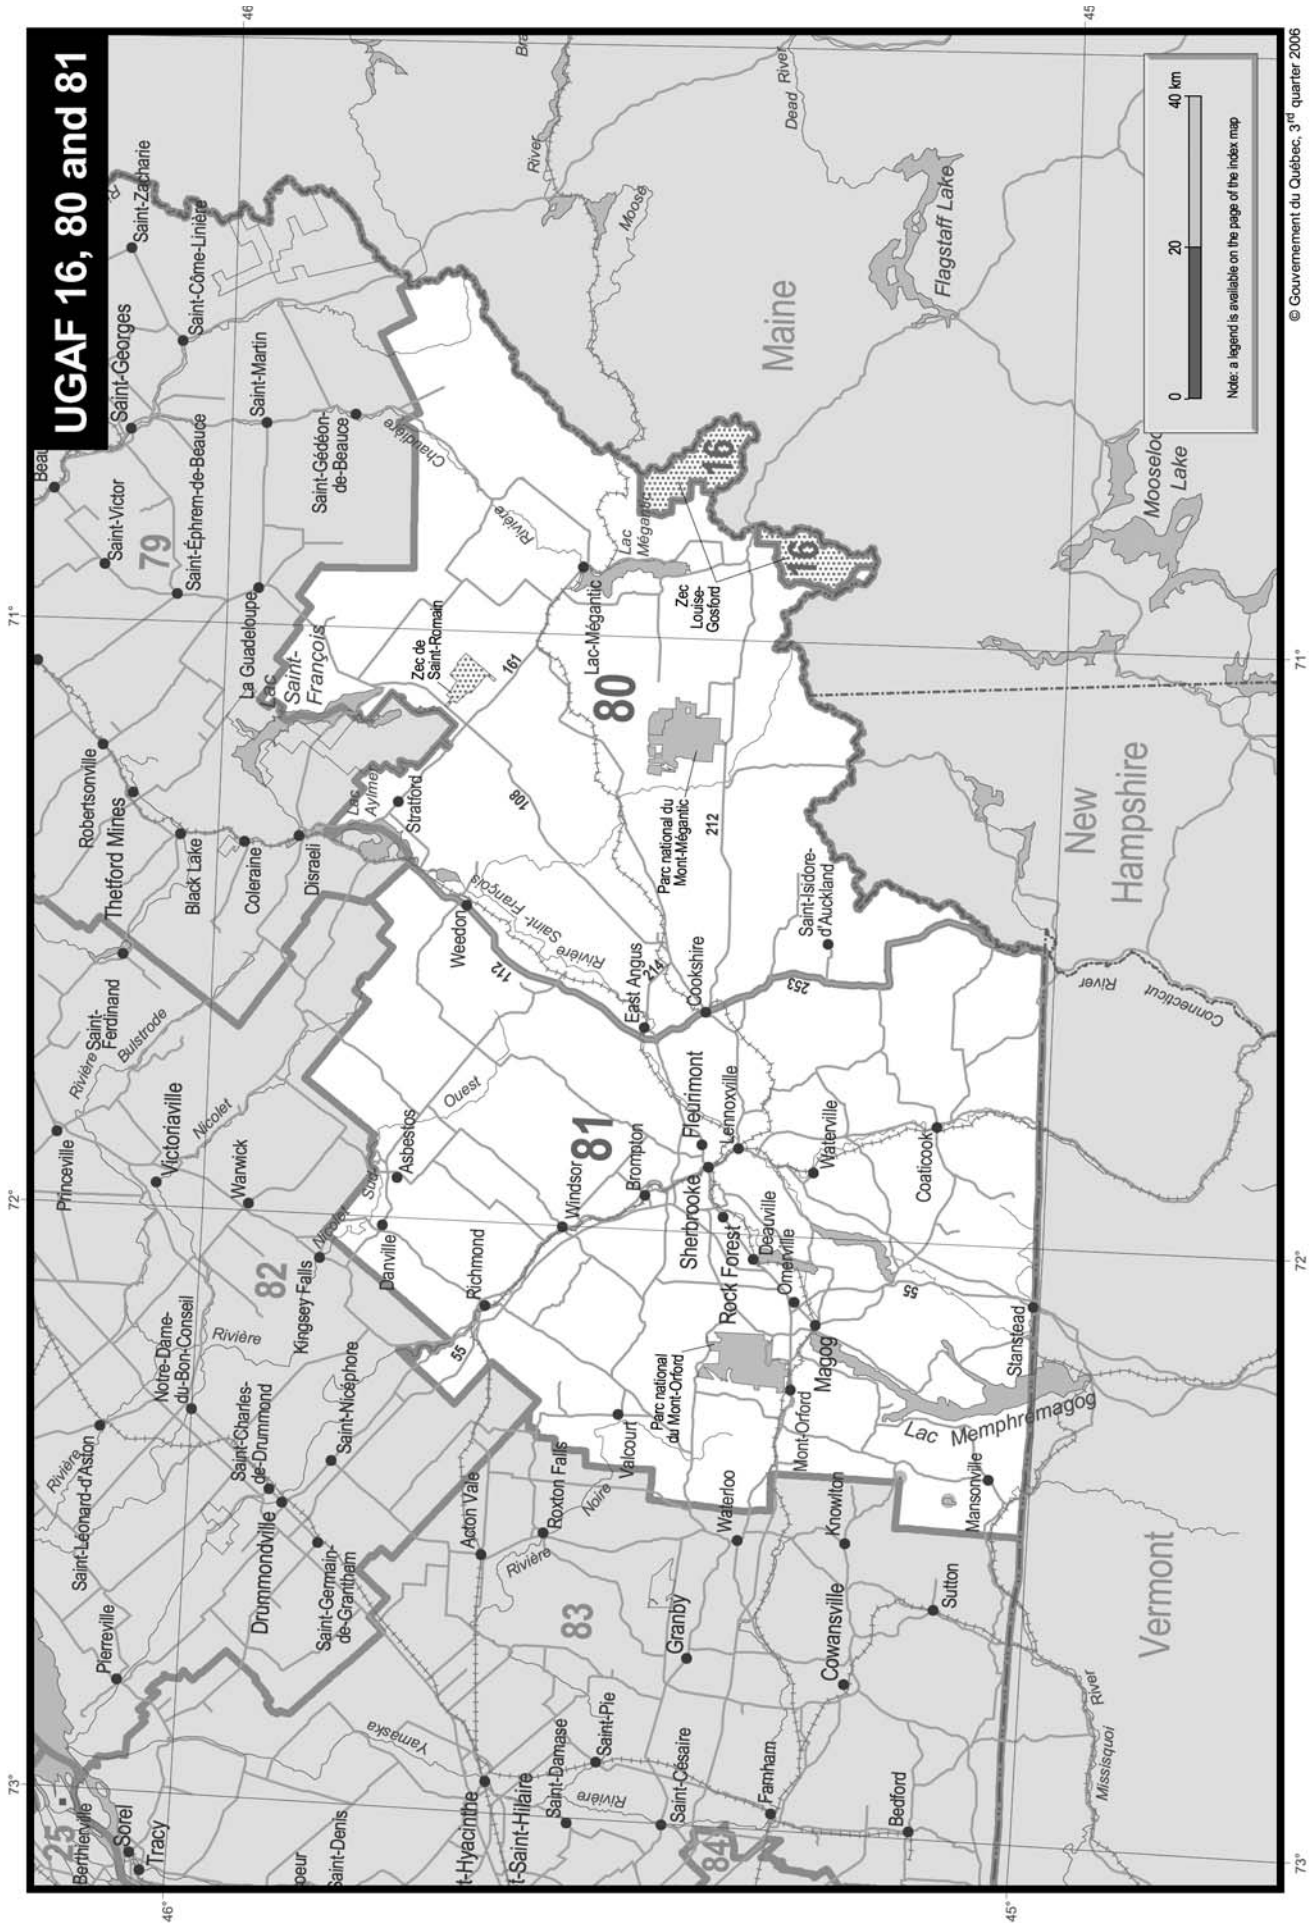 UGAF 16, 80 and 81
73°
72°
71°
46°
46
45°
45
73°
72°
71°
25
Berthierville
Sorel
Tracy
Pierreville
Rivière
Saint-Léonard-d'Aston
Notre-Dame-
du-Bon-Conseil
Saint-Charles-
de-Drummond
Drummondville
Saint-Germain-
de-Grantham
Saint-Nicéphore
Rivière
82
Kingsey Falls
Nicolet
Princeville
Victoriaville
Warwick
Nicolet
Rivière
Bulstrode
Saint-
Ferdinand
Thetford Mines
Robertsonville
Black Lake
Coleraine
Disraeli
La Guadeloupe
Lac
Saint-
François
Lac
Aylmer
Stratford
79
Beau
Saint-Victor
Saint-Éphrem-de-Beauce
Saint-Georges
Saint-Martin
Saint-Gédéon-
de-Beauce
Saint-Côme-Linière
Saint-Zacharie
Chaudière
Rivière
Saint-Denis
Yamaska
t-Hyacinthe
t-Saint-Hilaire
Saint-Damase
Saint-Pie
Rivière
Saint-Césaire
84
Farnham
Bedford
83
Acton Vale
Roxton Falls
Rivière
Noire
Granby
Waterloo
Knowlton
Cowansville
Sutton
Mansonville
Danville
Asbestos
Sud-
Ouest
Richmond
55
Windsor
81
Brompton
Valcourt
Parc national
du Mont-Orford
Mont-Orford
Magog
Omerville
Deauville
Rock Forest
Sherbrooke
Fleurimont
Lennoxville
Waterville
Coaticook
55
Stanstead
Lac Memphremagog
Weedon
112
Rivière Saint-François
East Angus
214
Cookshire
253
Saint-Isidore-
d'Auckland
108
161
212
80
Zec de
Saint-Romain
Parc national du
Mont-Mégantic
Lac-Mégantic
Lac
Mégantic
Zec
Louise-
Gosford
16
16
Maine
New
Hampshire
Vermont
Missisquoi
River
Connecticut
River
Bra
River
Moose
Dead River
Flagstaff Lake
Lake
0
20
40 km
Note: a legend is available on the page of the index map
© Gouvernement du Québec, 3rd quarter 2006